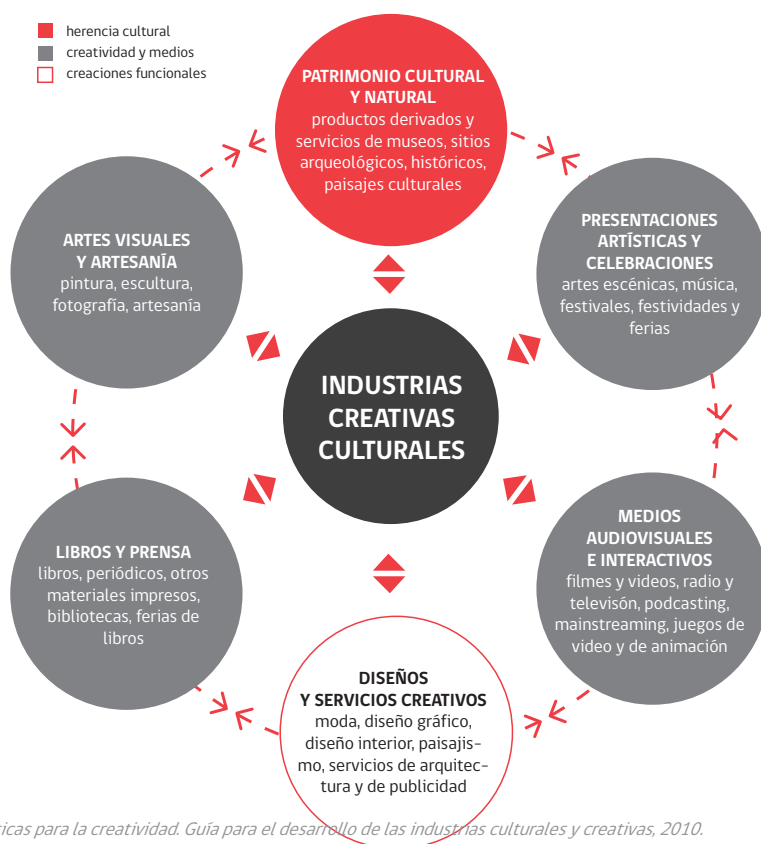 herencia cultural
creatividad y medios
creaciones funcionales
PATRIMONIO CULTURAL
Y NATURAL
productos derivados y
servicios de museos, sitios
arqueológicos, históricos,
paisajes culturales
ARTES VISUALES
Y ARTESANÍA
pintura, escultura,
fotografía, artesanía
PRESENTACIONES
ARTÍSTICAS Y
CELEBRACIONES
artes escénicas, música,
festivales, festividades y
ferias
INDUSTRIAS
CREATIVAS
CULTURALES
LIBROS Y PRENSA
libros, periódicos, otros
materiales impresos,
bibliotecas, ferias de
libros
MEDIOS
AUDIOVISUALES
E INTERACTIVOS
filmes y videos, radio y
televisón, podcasting,
mainstreaming, juegos de
video y de animación
DISEÑOS
Y SERVICIOS CREATIVOS
moda, diseño gráfico,
diseño interior, paisajis-
mo, servicios de arquitec-
tura y de publicidad
para la creatividad. Guía para el desarrollo de las industrias culturales y creativas, 2010.